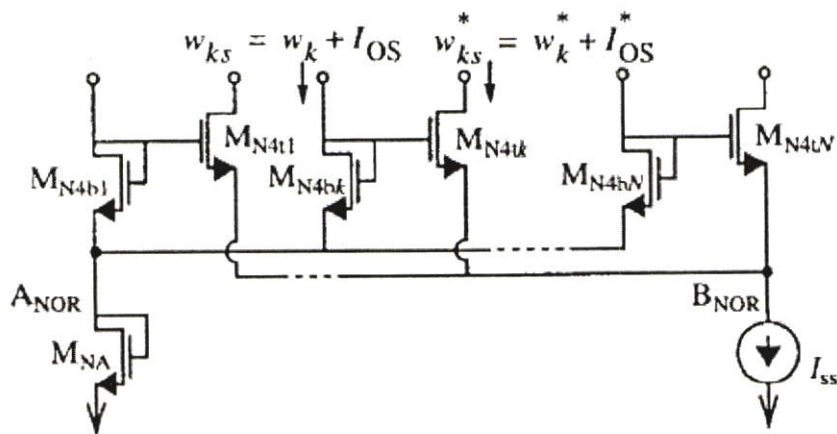 w_ks = w_k + I_OS   w*_ks = w*_k + I*_OS
M_N4t1   M_N4tk   M_N4tN
M_N4b1   M_N4bk   M_N4bN
A_NOR   B_NOR
M_NA   I_ss